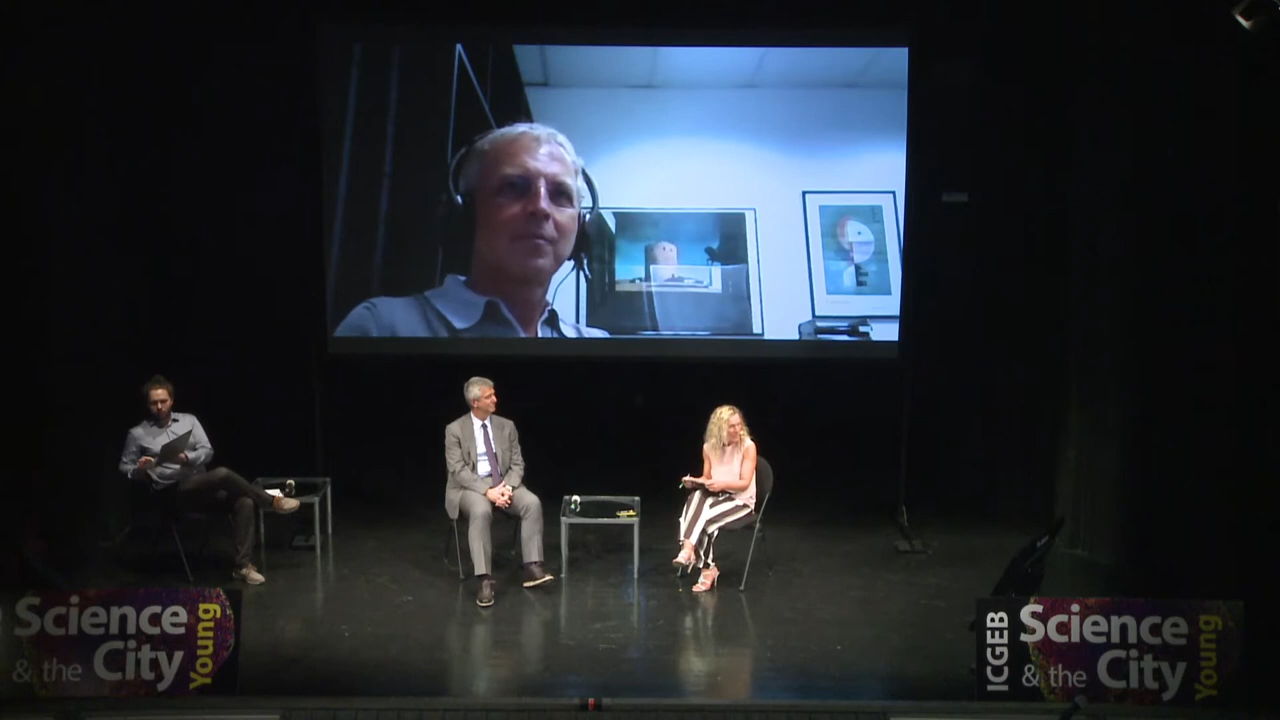 Science
& the City
Young
ICGEB
Science
& the City
Young